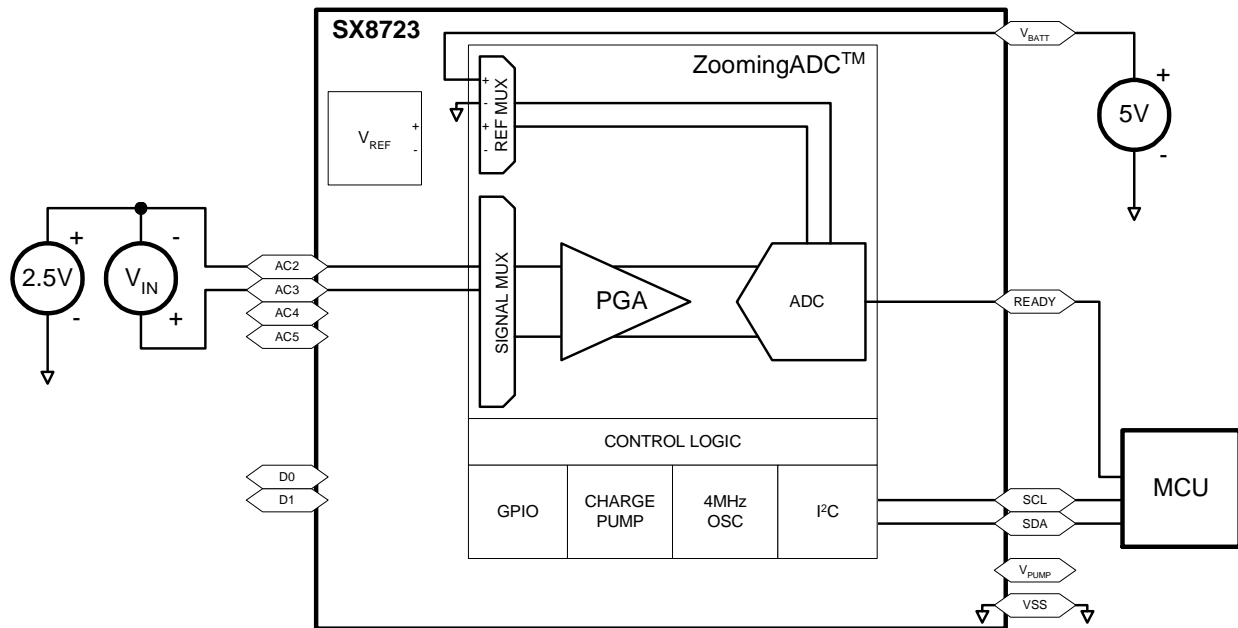 SX8723
V_BATT
ZoomingADC™
+
-
+
-
REF MUX
V_REF
+
-
+
5V
-
+
2.5V
-
-
V_IN
+
AC2
AC3
AC4
AC5
SIGNAL MUX
PGA
ADC
READY
CONTROL LOGIC
D0
D1
GPIO
CHARGE
PUMP
4MHz
OSC
I²C
SCL
SDA
MCU
V_PUMP
VSS